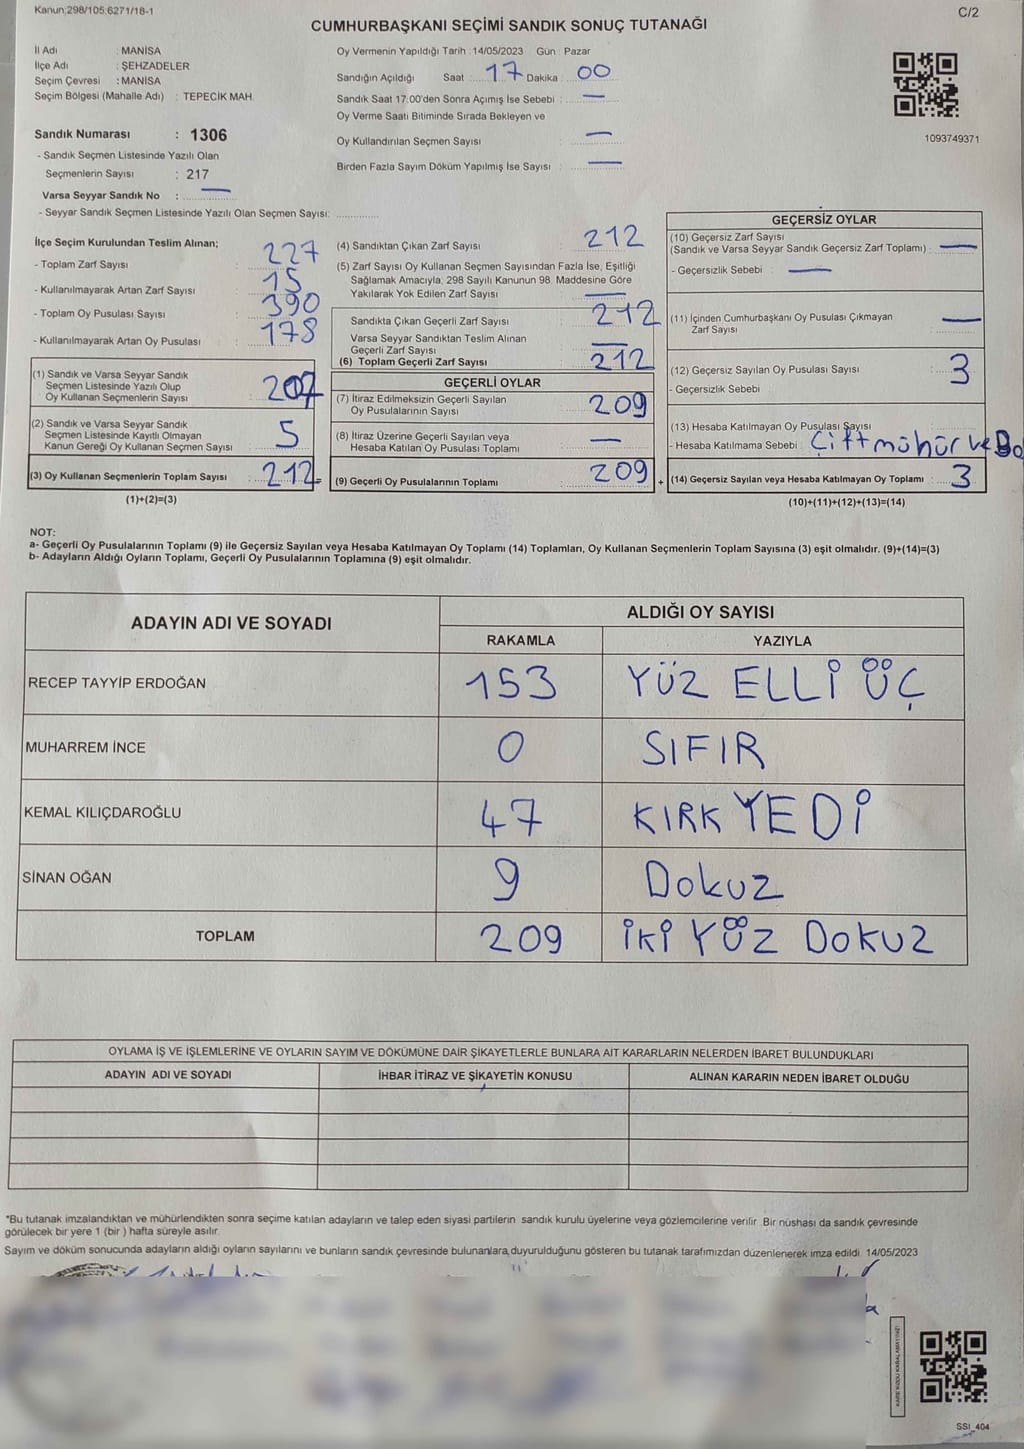 Kanun;298/105;6271/18-1
C/2
CUMHURBAŞKANI SEÇİMİ SANDIK SONUÇ TUTANAĞI
İl Adı : MANİSA
İlçe Adı : ŞEHZADELER
Seçim Çevresi : MANİSA
Seçim Bölgesi (Mahalle Adı) : TEPECİK MAH.
Sandık Numarası : 1306
- Sandık Seçmen Listesinde Yazılı Olan
Seçmenlerin Sayısı : 217
Varsa Seyyar Sandık No : —
- Seyyar Sandık Seçmen Listesinde Yazılı Olan Seçmen Sayısı:
Oy Vermenin Yapıldığı Tarih : 14/05/2023 Gün : Pazar
Sandığın Açıldığı Saat 17 Dakika : 00
Sandık Saat 17:00'den Sonra Açımış İse Sebebi : —
Oy Verme Saati Bitiminde Sırada Bekleyen ve
Oy Kullandırılan Seçmen Sayısı —
Birden Fazla Sayım Döküm Yapılmış İse Sayısı : —
1093749371
İlçe Seçim Kurulundan Teslim Alınan;
- Toplam Zarf Sayısı : 227
- Kullanılmayarak Artan Zarf Sayısı : 15
- Toplam Oy Pusulası Sayısı : 390
- Kullanılmayarak Artan Oy Pusulası : 178
(1) Sandık ve Varsa Seyyar Sandık
Seçmen Listesinde Yazılı Olup
Oy Kullanan Seçmenlerin Sayısı : 207
(2) Sandık ve Varsa Seyyar Sandık
Seçmen Listesinde Kayıtlı Olmayan
Kanun Gereği Oy Kullanan Seçmen Sayısı : 5
(3) Oy Kullanan Seçmenlerin Toplam Sayısı : 212 =
(1)+(2)=(3)
(4) Sandıktan Çıkan Zarf Sayısı : 212
(5) Zarf Sayısı Oy Kullanan Seçmen Sayısından Fazla İse, Eşitliği
Sağlamak Amacıyla; 298 Sayılı Kanunun 98. Maddesine Göre
Yakılarak Yok Edilen Zarf Sayısı : —
Sandıkta Çıkan Geçerli Zarf Sayısı : 212
Varsa Seyyar Sandıktan Teslim Alınan
Geçerli Zarf Sayısı : —
(6) Toplam Geçerli Zarf Sayısı : 212
GEÇERLİ OYLAR
(7) İtiraz Edilmeksizin Geçerli Sayılan
Oy Pusulalarının Sayısı : 209
(8) İtiraz Üzerine Geçerli Sayılan veya
Hesaba Katılan Oy Pusulası Toplamı : —
(9) Geçerli Oy Pusulalarının Toplamı : 209 +
GEÇERSİZ OYLAR
(10) Geçersiz Zarf Sayısı
(Sandık ve Varsa Seyyar Sandık Geçersiz Zarf Toplamı) : —
- Geçersizlik Sebebi : —
(11) İçinden Cumhurbaşkanı Oy Pusulası Çıkmayan
Zarf Sayısı : —
(12) Geçersiz Sayılan Oy Pusulası Sayısı : 3
- Geçersizlik Sebebi
(13) Hesaba Katılmayan Oy Pusulası Sayısı
- Hesaba Katılmama Sebebi : Çift mühür ve
(14) Geçersiz Sayılan veya Hesaba Katılmayan Oy Toplamı : 3
(10)+(11)+(12)+(13)=(14)
NOT:
a- Geçerli Oy Pusulalarının Toplamı (9) ile Geçersiz Sayılan veya Hesaba Katılmayan Oy Toplamı (14) Toplamları, Oy Kullanan Seçmenlerin Toplam Sayısına (3) eşit olmalıdır. (9)+(14)=(3)
b- Adayların Aldığı Oyların Toplamı, Geçerli Oy Pusulalarının Toplamına (9) eşit olmalıdır.
ADAYIN ADI VE SOYADI
ALDIĞI OY SAYISI
RAKAMLA YAZIYLA
RECEP TAYYİP ERDOĞAN 153 YÜZ ELLİ ÜÇ
MUHARREM İNCE 0 SIFIR
KEMAL KILIÇDAROĞLU 47 KIRK YEDİ
SİNAN OĞAN 9 Dokuz
TOPLAM 209 İKİ YÜZ DOKUZ
OYLAMA İŞ VE İŞLEMLERİNE VE OYLARIN SAYIM VE DÖKÜMÜNE DAİR ŞİKAYETLERLE BUNLARA AİT KARARLARIN NELERDEN İBARET BULUNDUKLARI
ADAYIN ADI VE SOYADI İHBAR İTİRAZ VE ŞİKAYETİN KONUSU ALINAN KARARIN NEDEN İBARET OLDUĞU
*Bu tutanak imzalandıktan ve mühürlendikten sonra seçime katılan adayların ve talep eden siyasi partilerin sandık kurulu üyelerine veya gözlemcilerine verilir. Bir nüshası da sandık çevresinde
görülecek bir yere 1 (bir ) hafta süreyle asılır.
Sayım ve döküm sonucunda adayların aldığı oyların sayılarını ve bunların sandık çevresinde bulunanlara duyurulduğunu gösteren bu tutanak tarafımızdan düzenlenerek imza edildi. 14/05/2023
SSİ_404